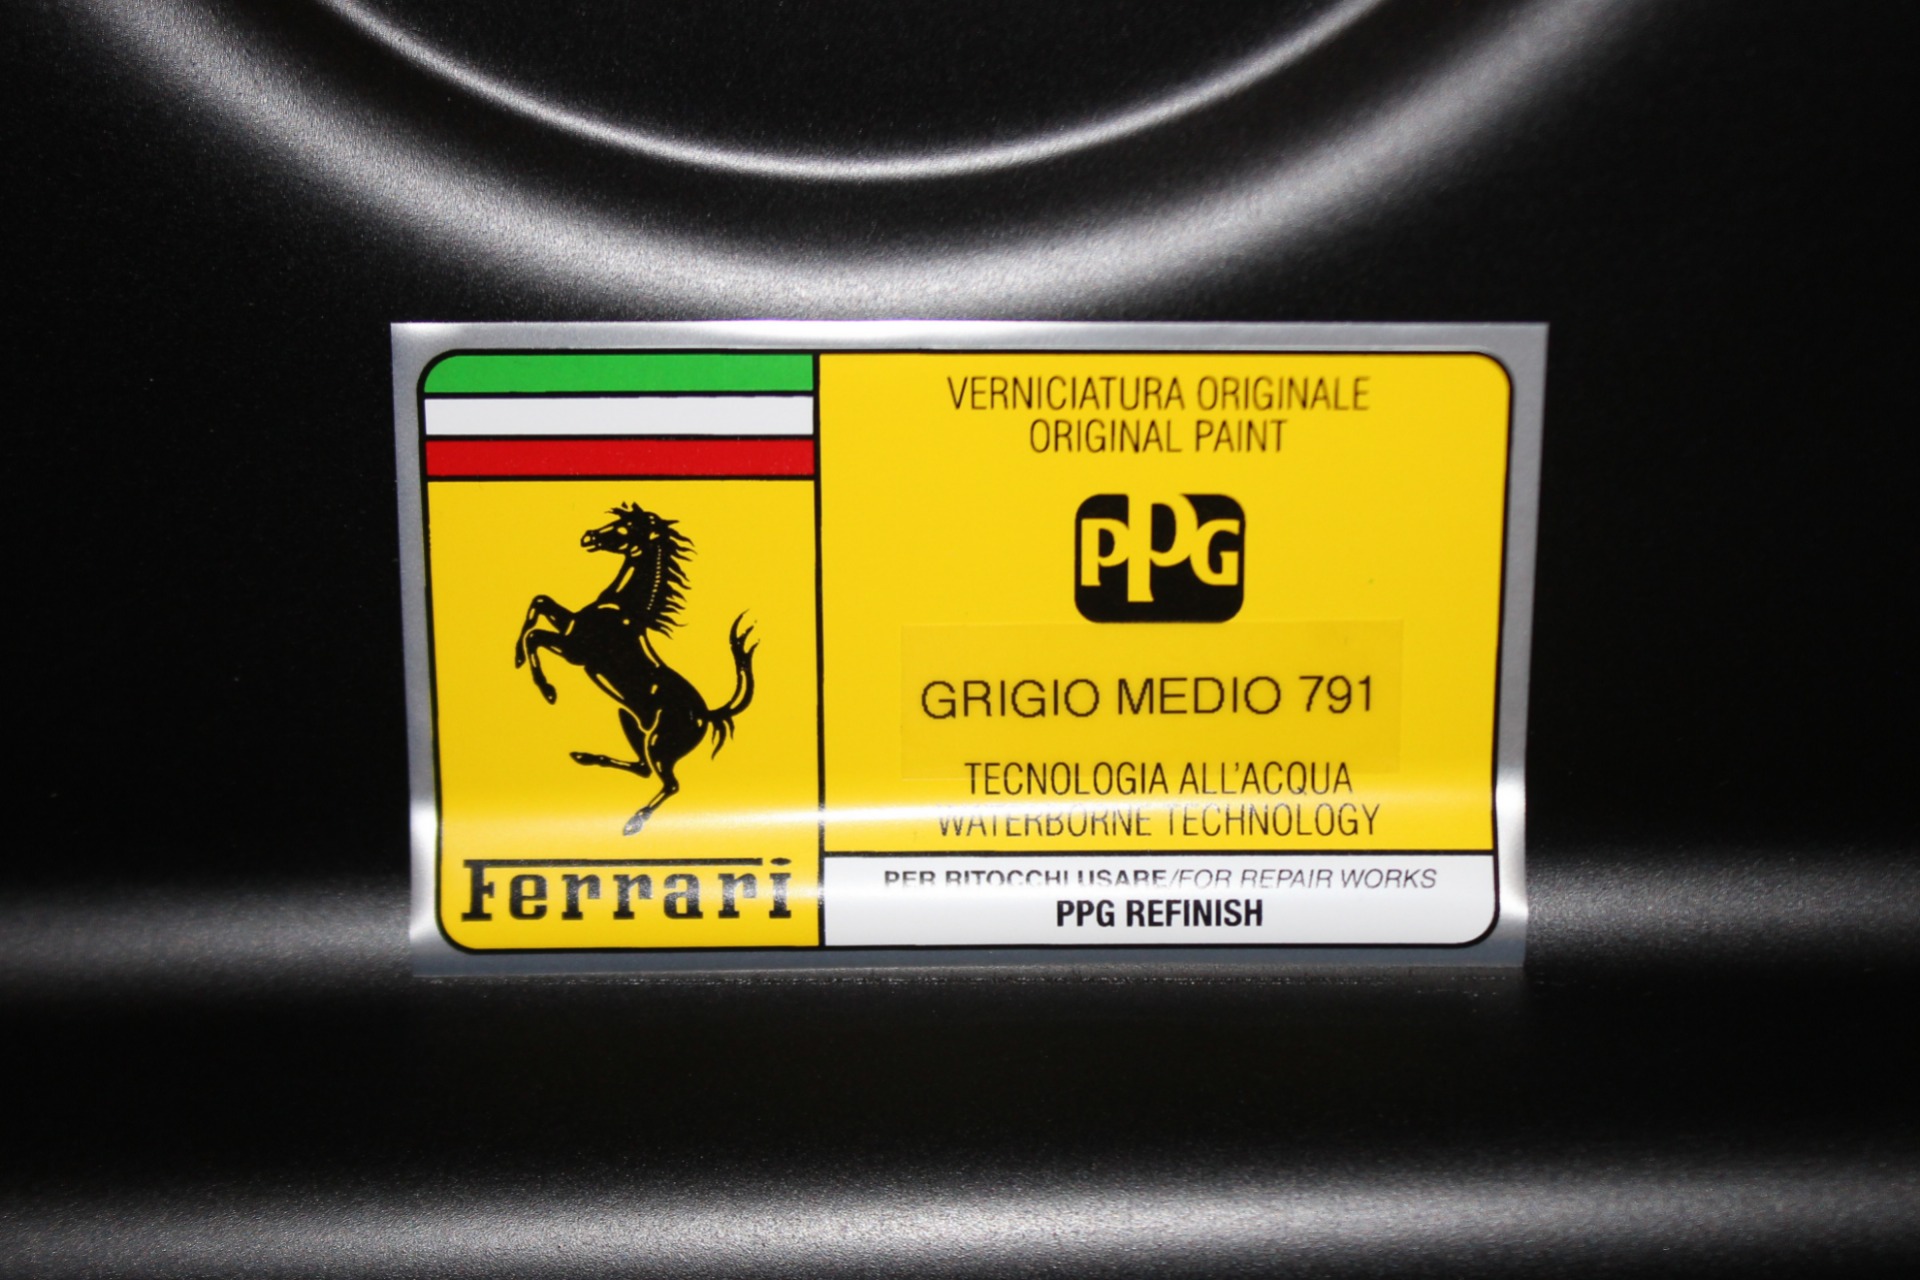 VERNICIATURA ORIGINALE
ORIGINAL PAINT
PPG
GRIGIO MEDIO 791
TECNOLOGIA ALL'ACQUA
WATERBORNE TECHNOLOGY
Ferrari
PER RITOCCHI USARE/FOR REPAIR WORKS
PPG REFINISH